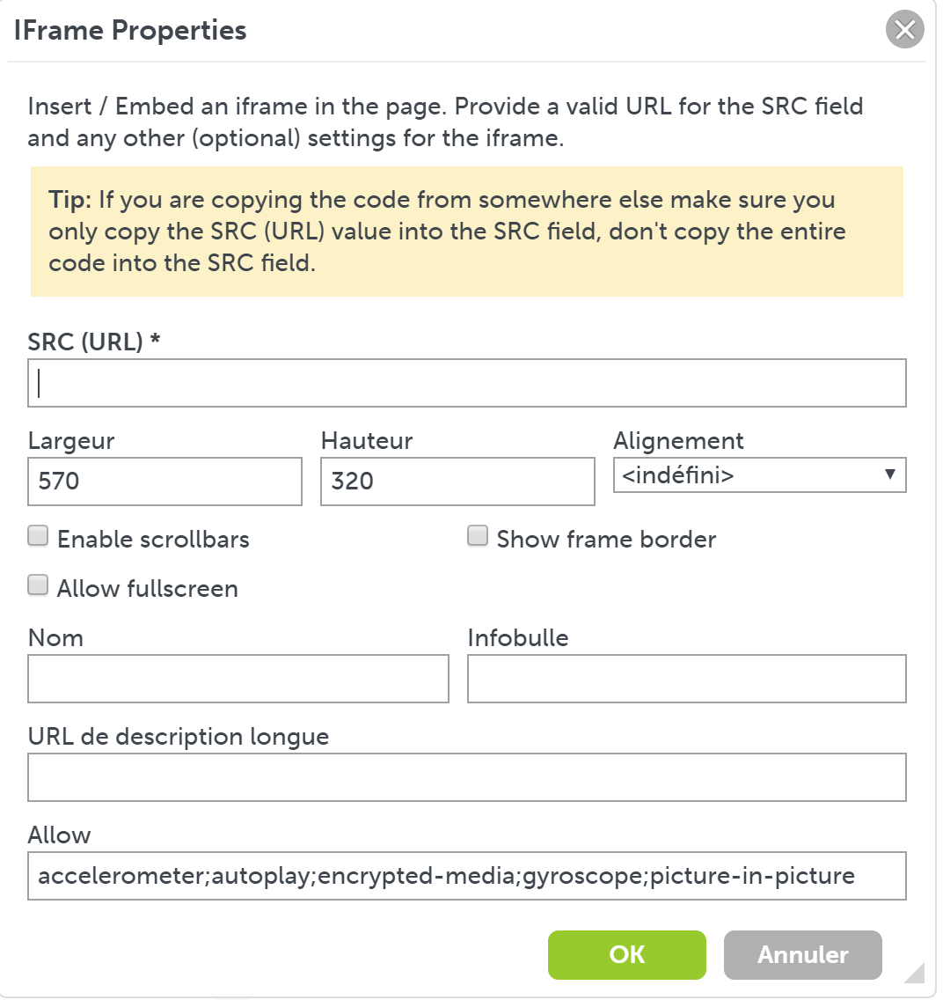 IFrame Properties
Insert / Embed an iframe in the page. Provide a valid URL for the SRC field
and any other (optional) settings for the iframe.
Tip: If you are copying the code from somewhere else make sure you
only copy the SRC (URL) value into the SRC field, don't copy the entire
code into the SRC field.
SRC (URL) *
Largeur Hauteur Alignement
570 320 <indéfini>
Enable scrollbars Show frame border
Allow fullscreen
Nom Infobulle
URL de description longue
Allow
accelerometer;autoplay;encrypted-media;gyroscope;picture-in-picture
OK Annuler